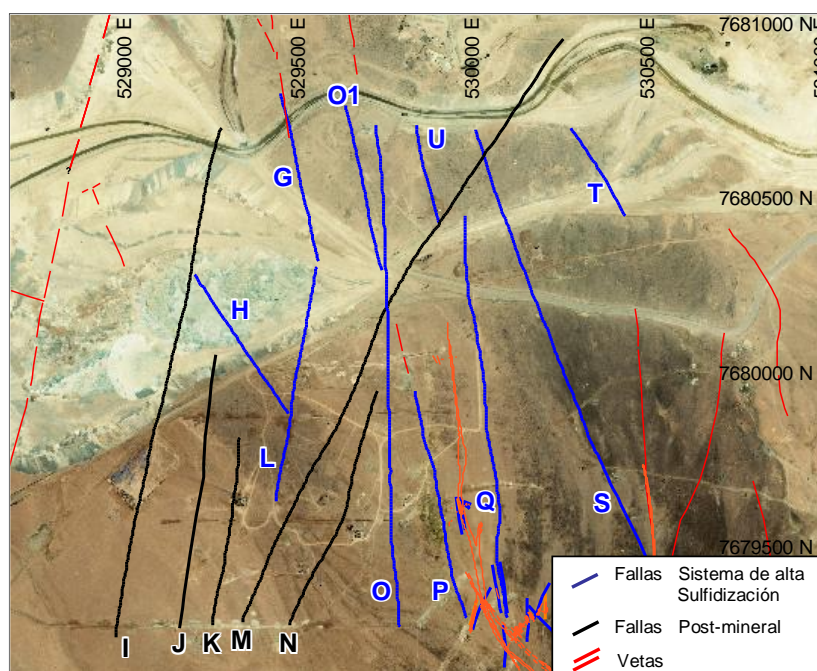 529000 E
529500 E
530000 E
530500 E
7681000 N
O1
U
G
T
7680500 N
?
H
7680000 N
L
Q
S
7679500 N
O
P
I
J
K
M
N
Fallas Sistema de alta
Sulfidización
Fallas Post-mineral
Vetas